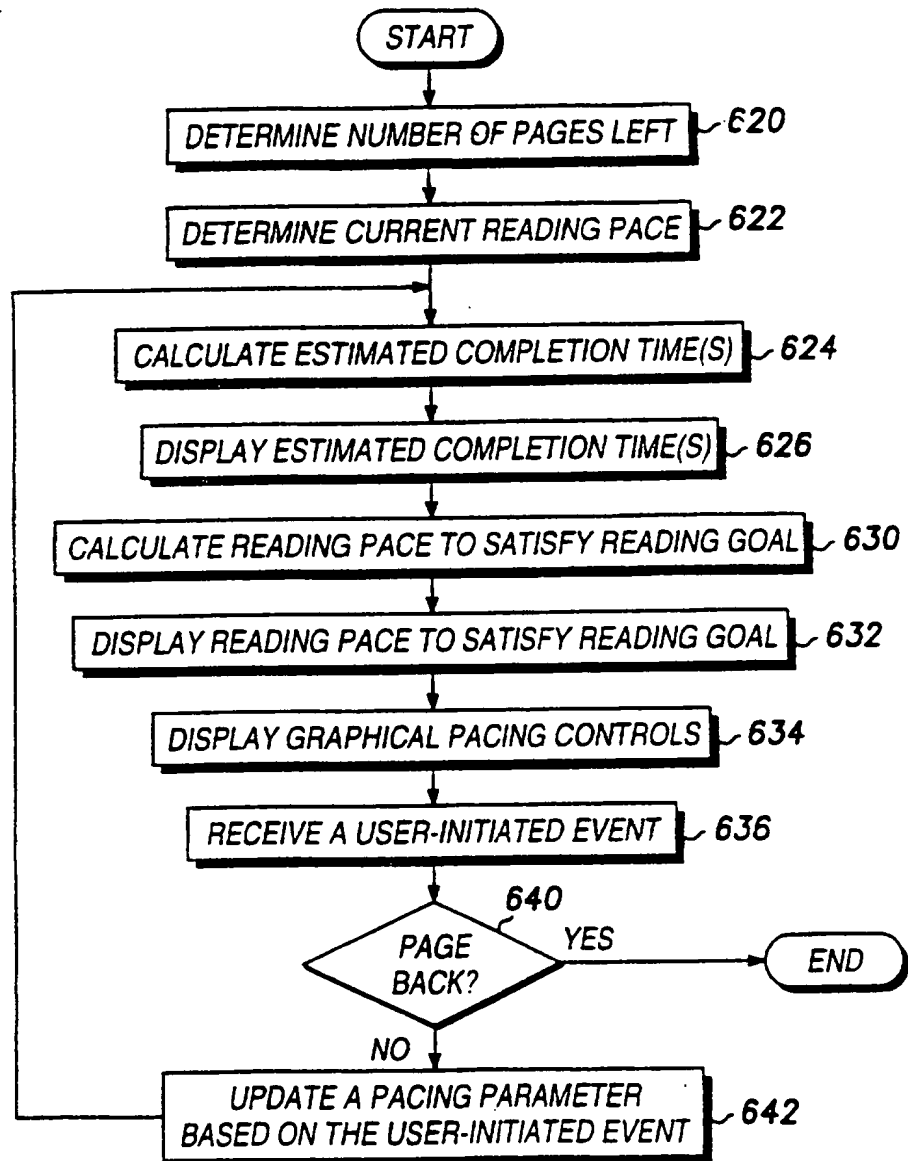 START
DETERMINE NUMBER OF PAGES LEFT 620
DETERMINE CURRENT READING PACE 622
CALCULATE ESTIMATED COMPLETION TIME(S) 624
DISPLAY ESTIMATED COMPLETION TIME(S) 626
CALCULATE READING PACE TO SATISFY READING GOAL 630
DISPLAY READING PACE TO SATISFY READING GOAL 632
DISPLAY GRAPHICAL PACING CONTROLS 634
RECEIVE A USER-INITIATED EVENT 636
640
PAGE
BACK?
YES
END
NO
UPDATE A PACING PARAMETER
BASED ON THE USER-INITIATED EVENT 642